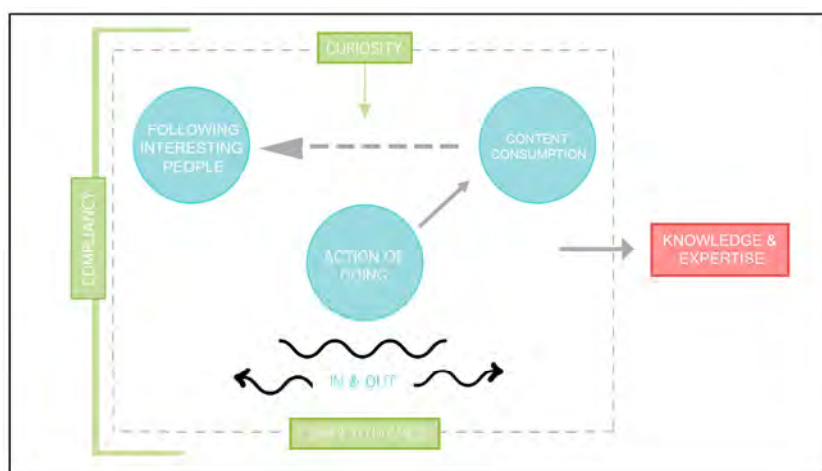 CURIOSITY
FOLLOWING
INTERESTING
PEOPLE
CONTENT
CONSUMPTION
COMPLIANCY
ACTION OF
DOING
KNOWLEDGE &
EXPERTISE
IN & OUT